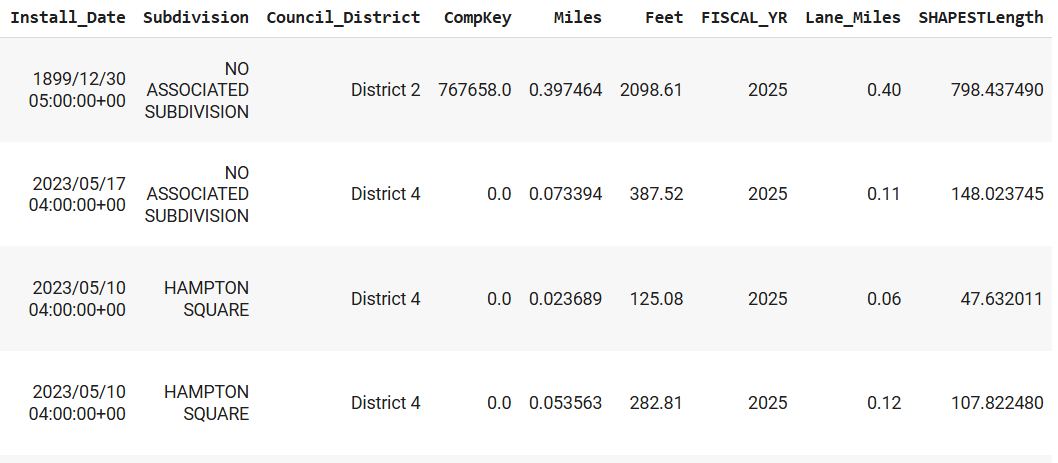 Install_Date Subdivision Council_District CompKey Miles Feet FISCAL_YR Lane_Miles SHAPESTLength
1899/12/30 05:00:00+00 NO ASSOCIATED SUBDIVISION District 2 767658.0 0.397464 2098.61 2025 0.40 798.437490
2023/05/17 04:00:00+00 NO ASSOCIATED SUBDIVISION District 4 0.0 0.073394 387.52 2025 0.11 148.023745
2023/05/10 04:00:00+00 HAMPTON SQUARE District 4 0.0 0.023689 125.08 2025 0.06 47.632011
2023/05/10 04:00:00+00 HAMPTON SQUARE District 4 0.0 0.053563 282.81 2025 0.12 107.822480